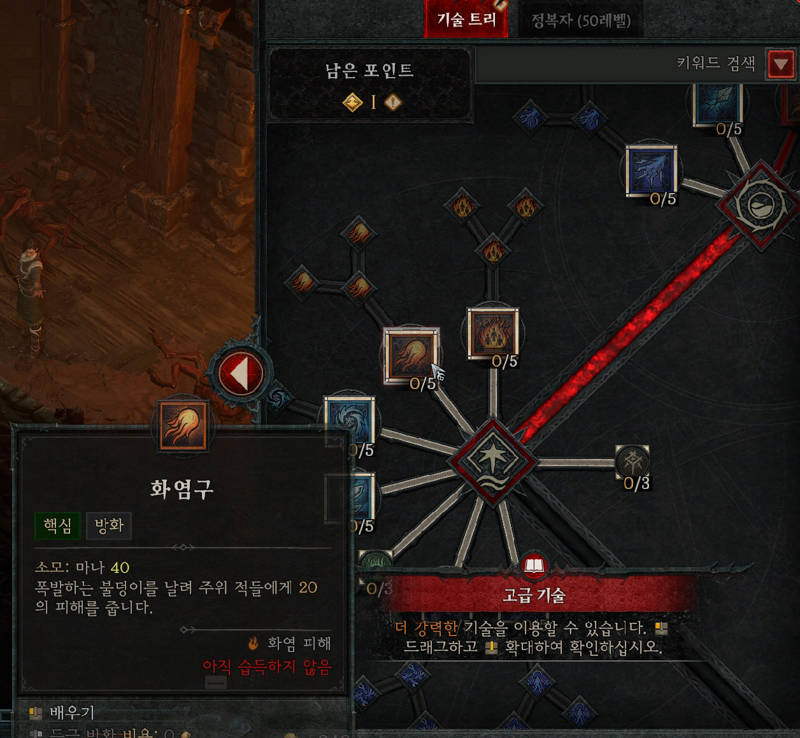 기술 트리
정복자 (50레벨)
남은 포인트
1
키워드 검색
0/5
0/5
0/5
0/5
0/5
0/5
0/3
0/3
화염구
핵심
방화
소모: 마나 40
폭발하는 불덩이를 날려 주위 적들에게 20
의 피해를 줍니다.
화염 피해
아직 습득하지 않음
고급 기술
더 강력한 기술을 이용할 수 있습니다.
드래그하고 확대하여 확인하십시오.
배우기